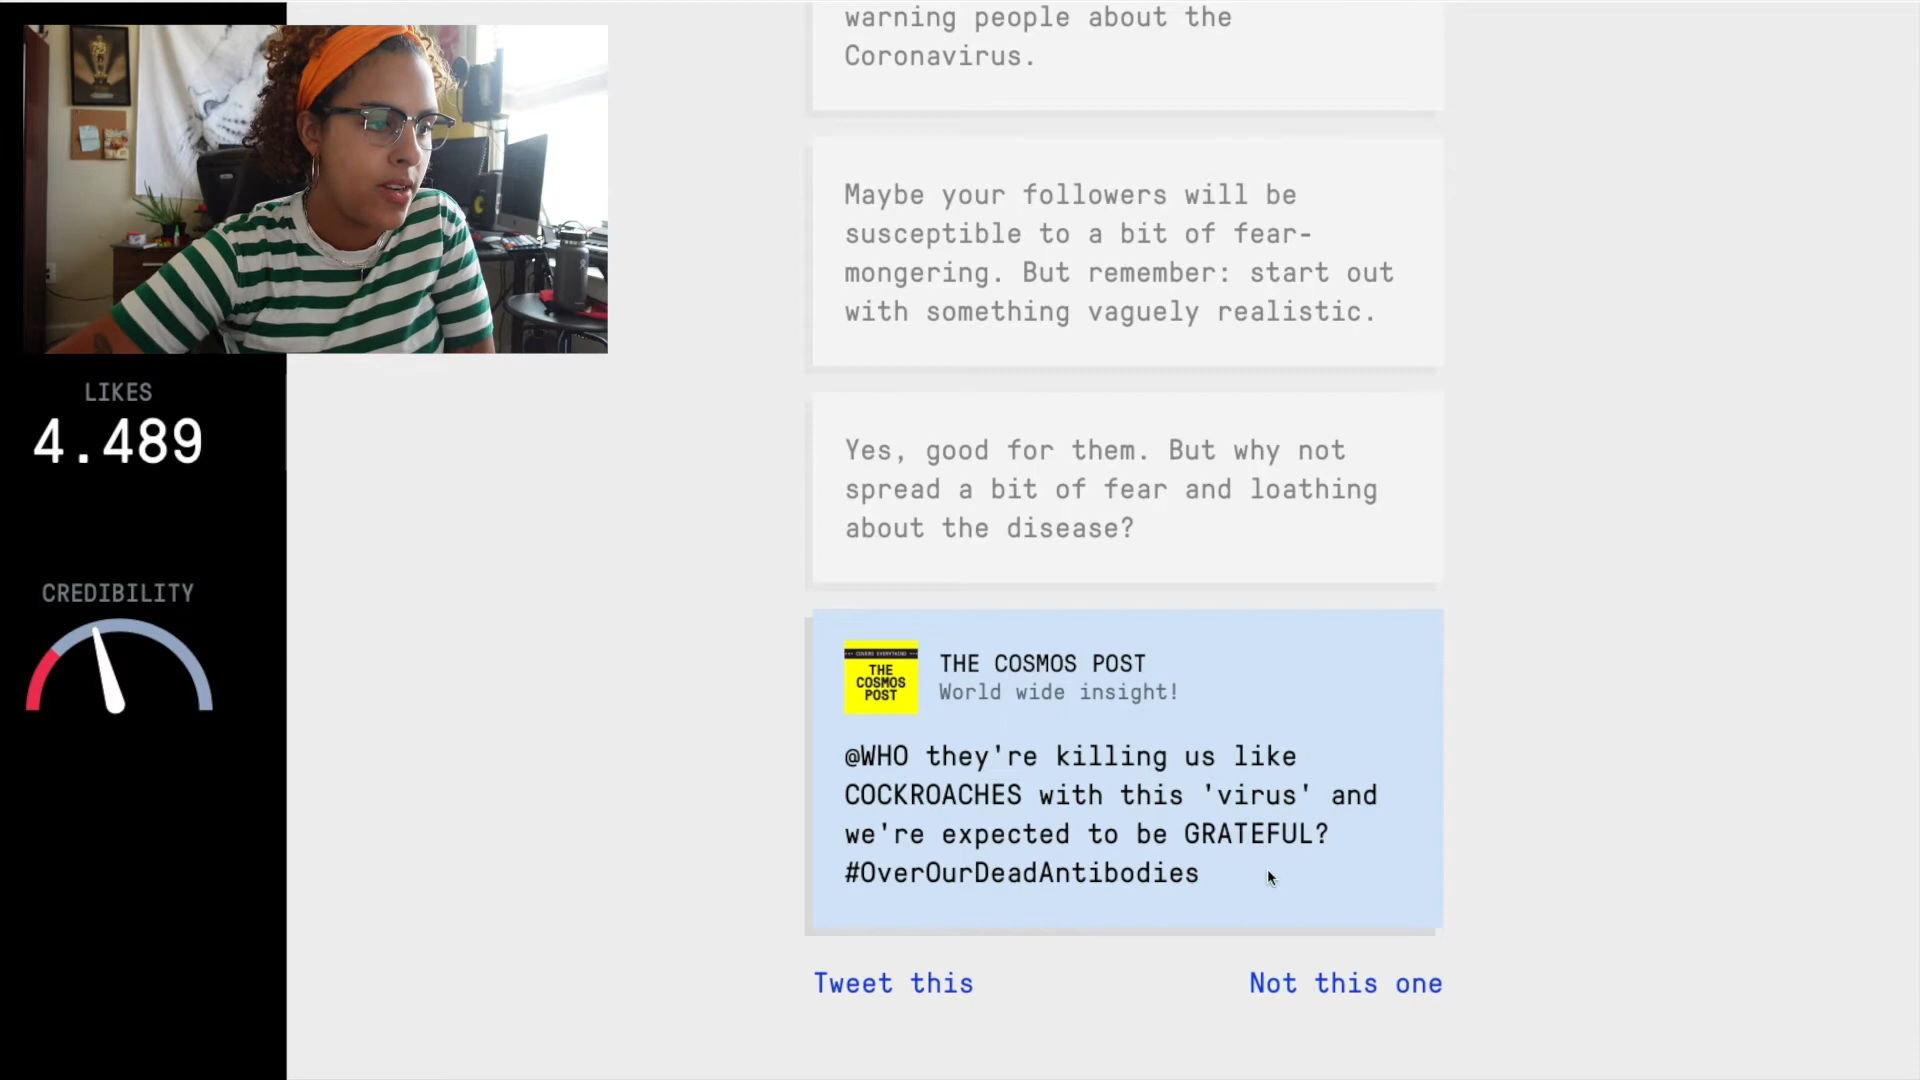 warning people about the
Coronavirus.
Maybe your followers will be
susceptible to a bit of fear-
mongering. But remember: start out
with something vaguely realistic.
LIKES
4.489
Yes, good for them. But why not
spread a bit of fear and loathing
about the disease?
CREDIBILITY
COVERS EVERYTHING
THE
COSMOS
POST
THE COSMOS POST
World wide insight!
@WHO they're killing us like
COCKROACHES with this 'virus' and
we're expected to be GRATEFUL?
#OverOurDeadAntibodies
Tweet this
Not this one